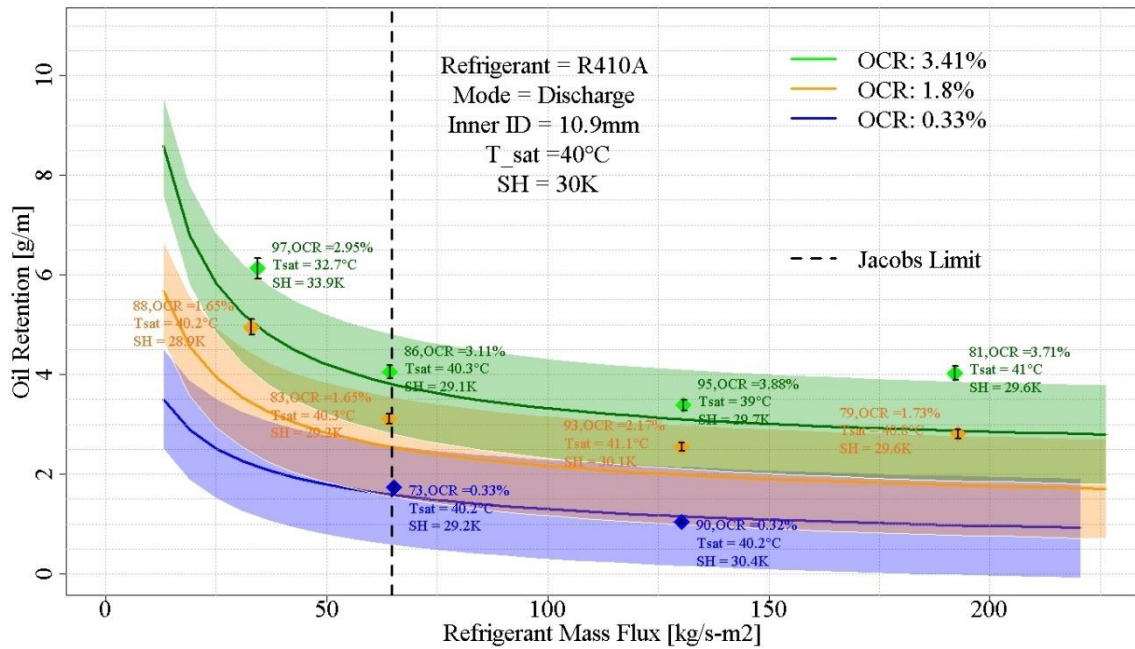 Refrigerant = R410A
Mode = Discharge
Inner ID = 10.9mm
T_sat =40°C
SH = 30K
OCR: 3.41%
OCR: 1.8%
OCR: 0.33%
Jacobs Limit
97,OCR =2.95%
Tsat = 32.7°C
SH = 33.9K
88,OCR =1.65%
Tsat = 40.2°C
SH = 28.9K
86,OCR =3.11%
Tsat = 40.3°C
SH = 29.1K
83,OCR =1.65%
Tsat = 40.3°C
SH = 29.2K
95,OCR =3.88%
Tsat = 39°C
SH = 29.7K
93,OCR =2.17%
Tsat = 41.1°C
SH = 30.1K
81,OCR =3.71%
Tsat = 41°C
SH = 29.6K
79,OCR =1.73%
Tsat = 40.8°C
SH = 29.6K
73,OCR =0.33%
Tsat = 40.2°C
SH = 29.2K
90,OCR =0.32%
Tsat = 40.2°C
SH = 30.4K
Oil Retention [g/m]
10
8
6
4
2
0
0
50
100
150
200
Refrigerant Mass Flux [kg/s-m2]